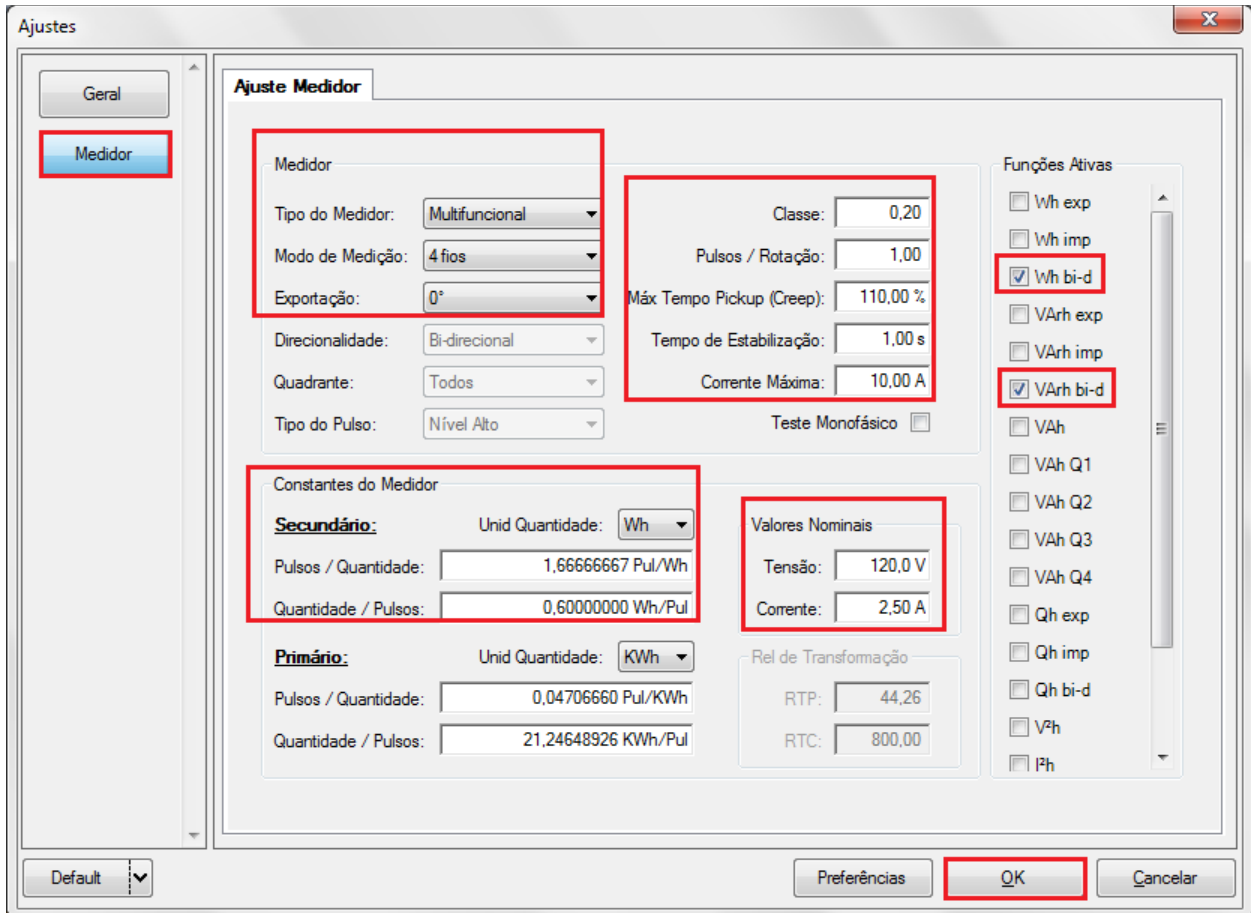 Ajustes
Geral
Medidor
Ajuste Medidor
Medidor
Tipo do Medidor: Multifuncional
Modo de Medição: 4 fios
Exportação: 0°
Direcionalidade: Bi-direcional
Quadrante: Todos
Tipo do Pulso: Nível Alto
Classe: 0,20
Pulsos / Rotação: 1,00
Máx Tempo Pickup (Creep): 110,00 %
Tempo de Estabilização: 1,00 s
Corrente Máxima: 10,00 A
Teste Monofásico
Constantes do Medidor
Secundário: Unid Quantidade: Wh
Pulsos / Quantidade: 1,66666667 Pul/Wh
Quantidade / Pulsos: 0,60000000 Wh/Pul
Primário: Unid Quantidade: KWh
Pulsos / Quantidade: 0,04706660 Pul/KWh
Quantidade / Pulsos: 21,24648926 KWh/Pul
Valores Nominais
Tensão: 120,0 V
Corrente: 2,50 A
Rel de Transformação
RTP: 44,26
RTC: 800,00
Funções Ativas
Wh exp
Wh imp
Wh bi-d
VArh exp
VArh imp
VArh bi-d
VAh
VAh Q1
VAh Q2
VAh Q3
VAh Q4
Qh exp
Qh imp
Qh bi-d
V²h
I²h
Default
Preferências
OK
Cancelar